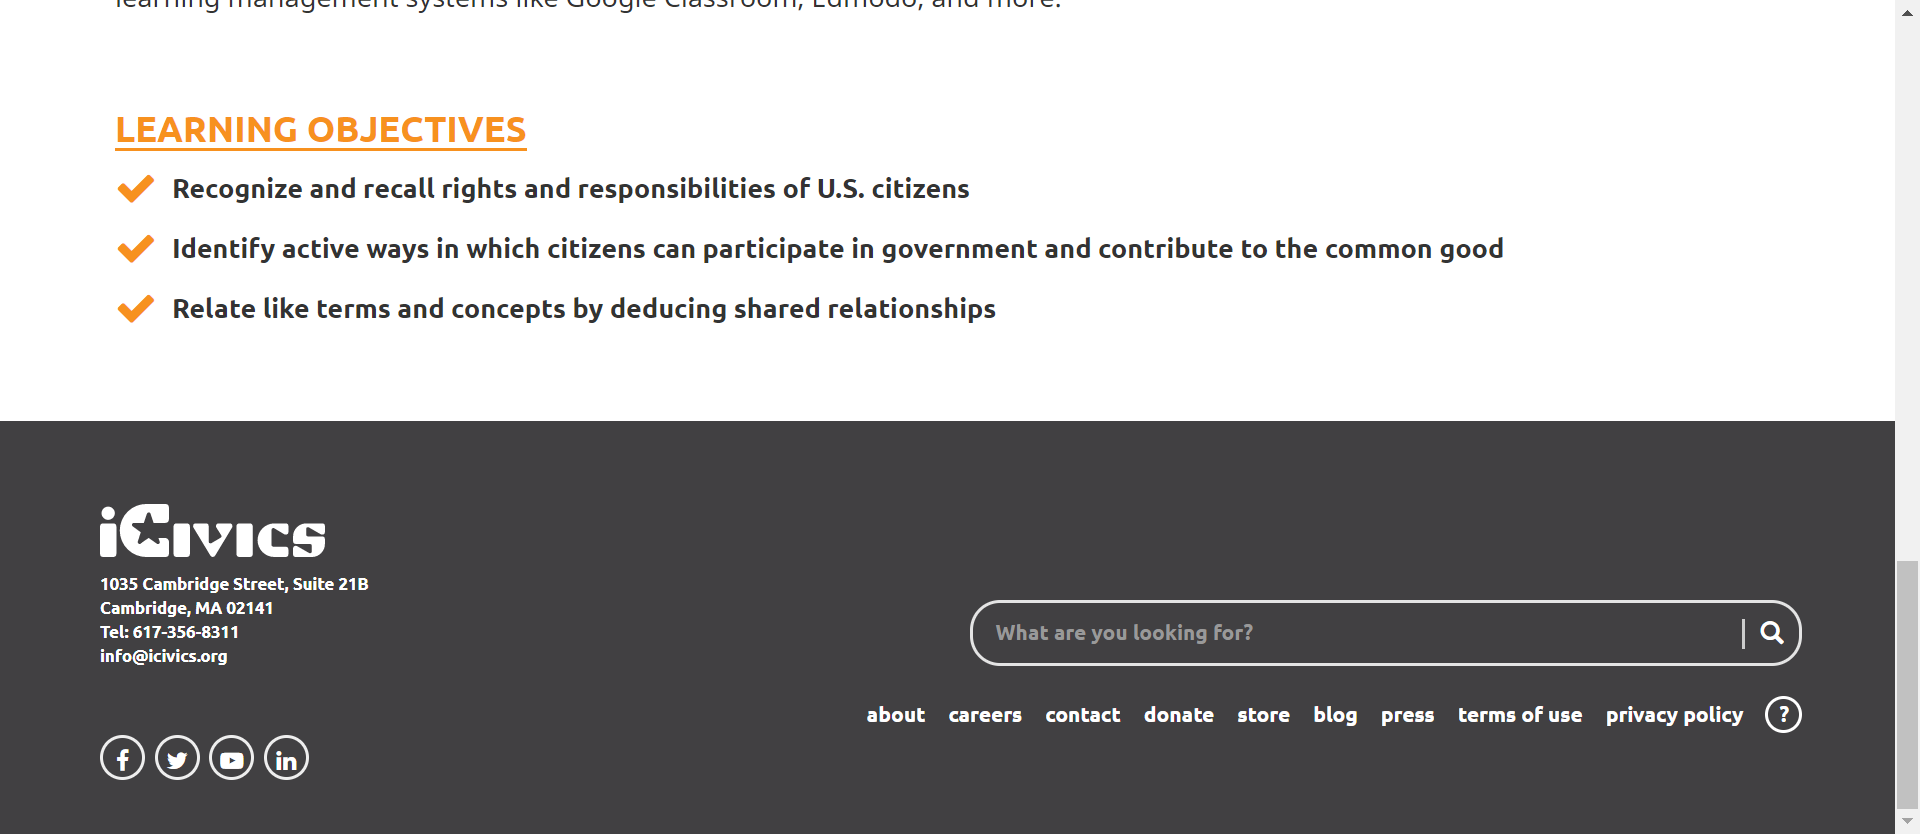 learning management systems like Google Classroom, Edmodo, and more.
LEARNING OBJECTIVES
Recognize and recall rights and responsibilities of U.S. citizens
Identify active ways in which citizens can participate in government and contribute to the common good
Relate like terms and concepts by deducing shared relationships
iCivics
1035 Cambridge Street, Suite 21B
Cambridge, MA 02141
Tel: 617-356-8311
info@icivics.org
What are you looking for?
about careers contact donate store blog press terms of use privacy policy ?